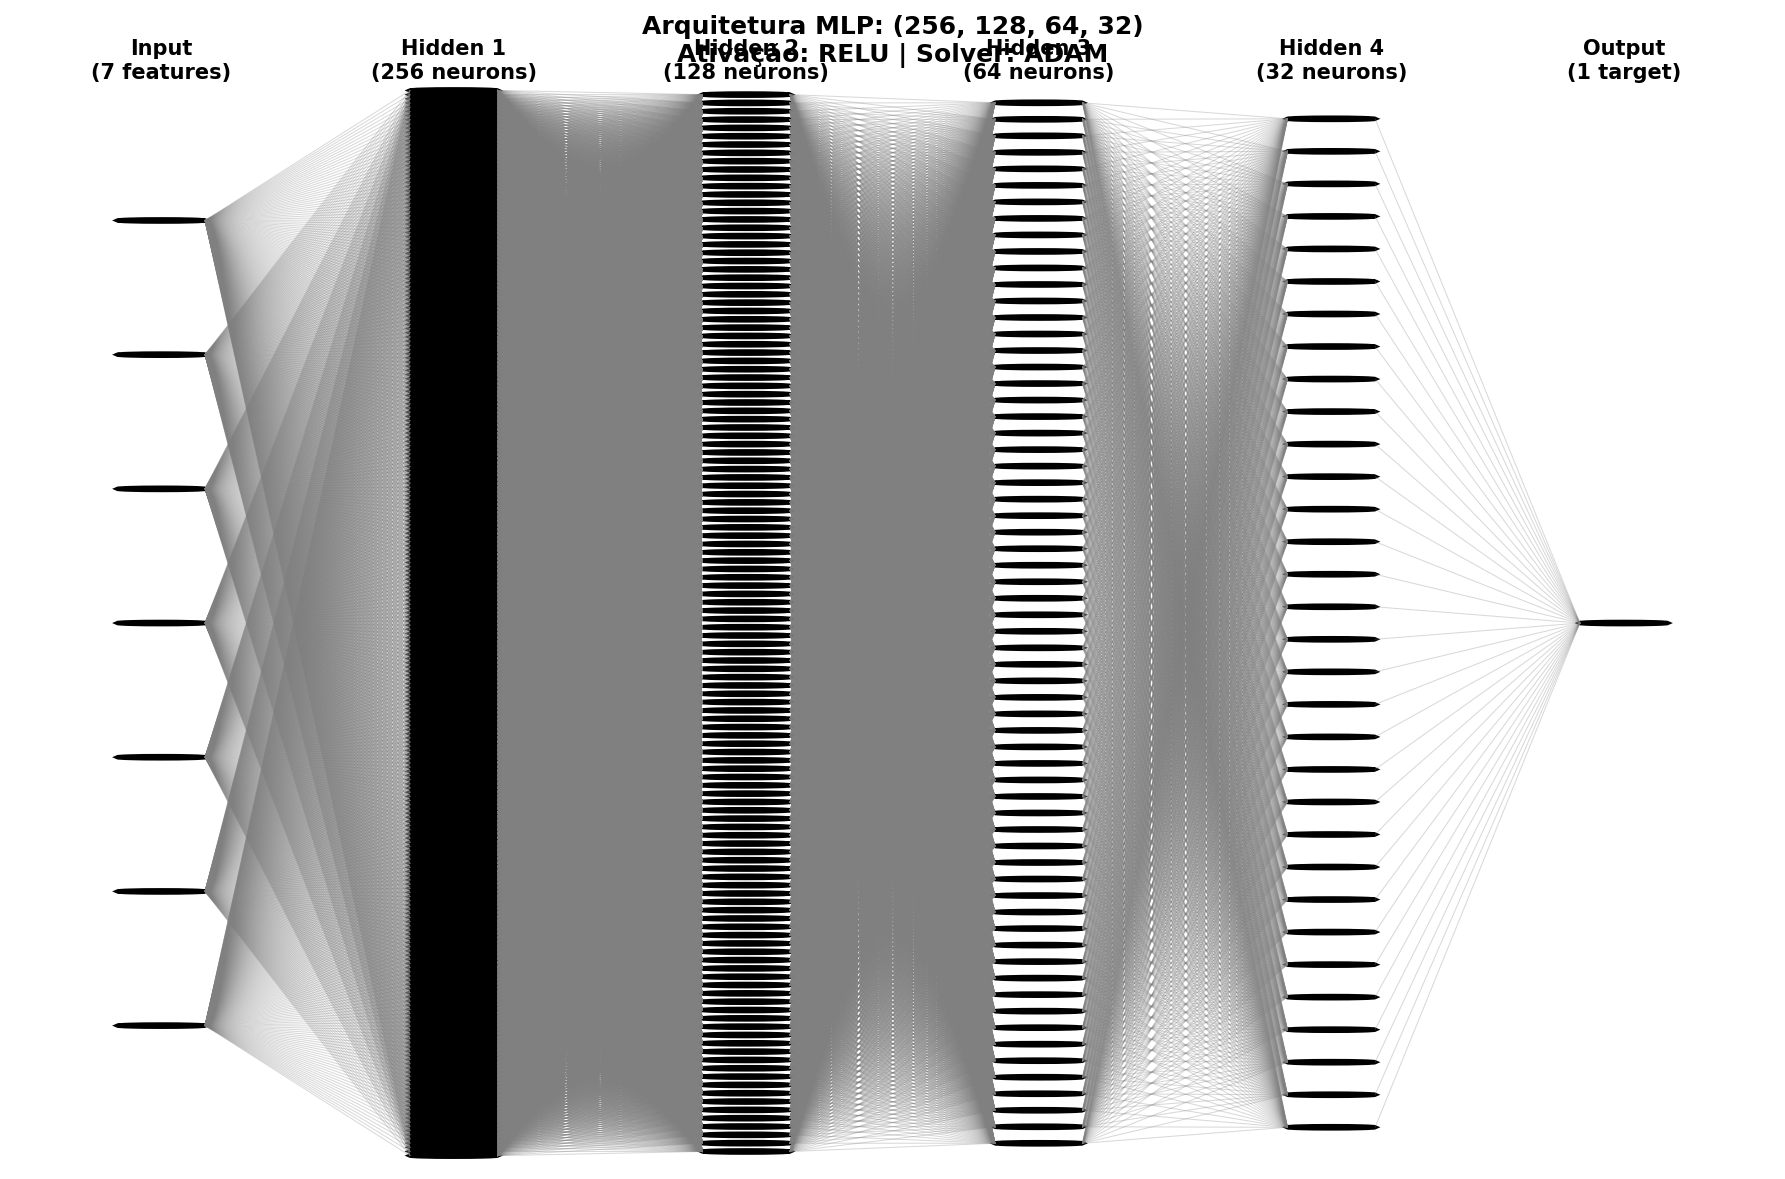 Arquitetura MLP: (256, 128, 64, 32)
Ativação: RELU | Solver: ADAM
Input
(7 features)
Hidden 1
(256 neurons)
Hidden 2
(128 neurons)
Hidden 3
(64 neurons)
Hidden 4
(32 neurons)
Output
(1 target)